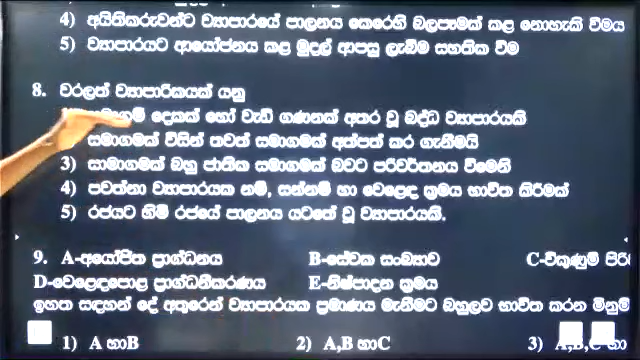 4) අයිතිකරුවන්ට ව්‍යාපාරයේ පාලනය කෙරෙහි බලපෑමක් කළ නොහැකි වීමය
5) ව්‍යාපාරයට ආයෝජනය කළ මුදල් ආපසු ලැබීම සහතික වීම
8. වරලත් ව්‍යාපාරිකයක් යනු
දෙකක් හෝ වැඩි ගණනක් අතර වූ බද්ධ ව්‍යාපාරයකි
සමාගමක් විසින් තවත් සමාගමක් අත්පත් කර ගැනීමයි
3) සාමාගමක් බහු ජාතික සමාගමක් බවට පරිවර්තනය වීමෙනි
4) පවත්නා ව්‍යාපාරයක නම්, සන්නම් හා වෙළෙඳ ක්‍රමය භාවිත කිරීමක්
5) රජයට හිමි රජයේ පාලනය යටතේ වූ ව්‍යාපාරයකි.
9. A-අයෝජිත ප්‍රාග්ධනය B-සේවක සංඛ්‍යාව C-විකුණුම් පිරි
D-වෙළෙඳපොළ ප්‍රාග්ධනීකරණය E-නිෂ්පාදන ක්‍රමය
ඉහත සඳහන් දේ අතුරෙන් ව්‍යාපාරයක ප්‍රමාණය මැනීමට බහුලව භාවිත කරන මිනුම්
1) A හාB 2) A,B හාC 3) A,B,C හා